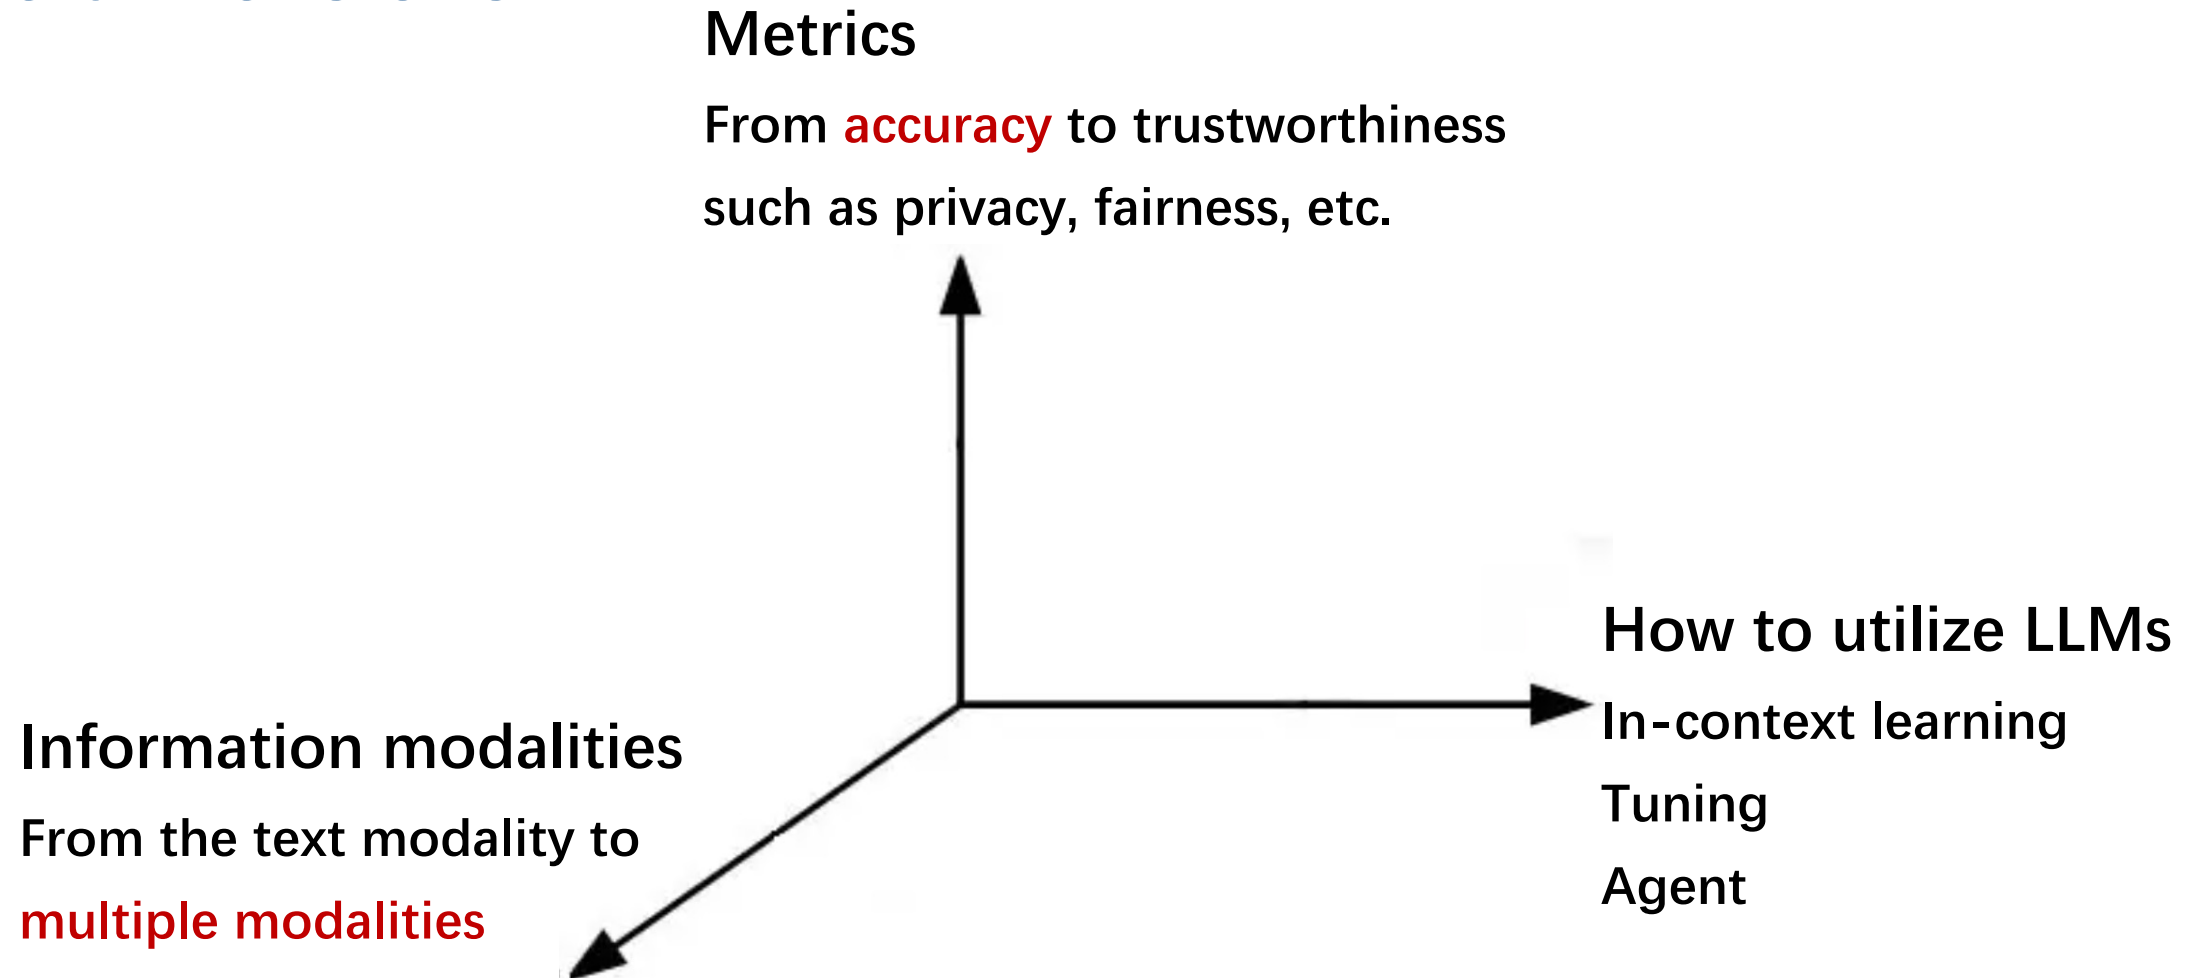 Metrics
From accuracy to trustworthiness
such as privacy, fairness, etc.
How to utilize LLMs
In-context learning
Tuning
Agent
Information modalities
From the text modality to
multiple modalities